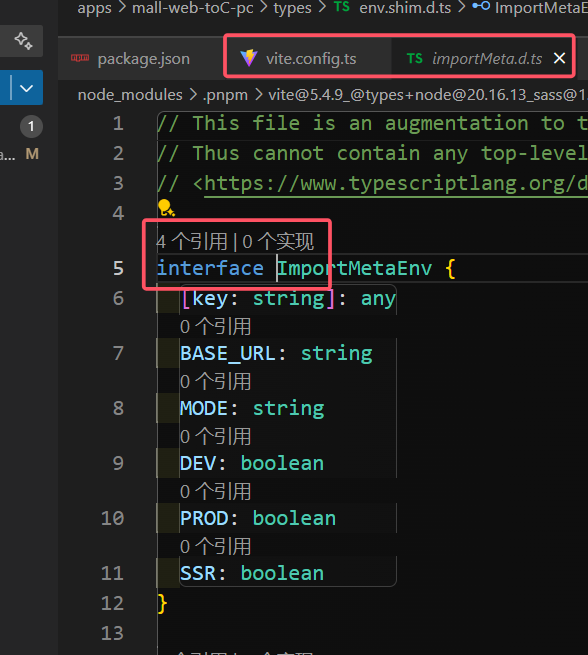 apps > mall-web-toC-pc > types > TS env.shim.d.ts > ImportMetaE
package.json vite.config.ts TS importMeta.d.ts
node_modules > .pnpm > vite@5.4.9_@types+node@20.16.13_sass@1
1 // This file is an augmentation to t
2 // Thus cannot contain any top-level
3 // <https://www.typescriptlang.org/d
4
4 个引用 | 0 个实现
5 interface ImportMetaEnv {
6 [key: string]: any
0 个引用
7 BASE_URL: string
0 个引用
8 MODE: string
0 个引用
9 DEV: boolean
0 个引用
10 PROD: boolean
0 个引用
11 SSR: boolean
12 }
13
1
a... M